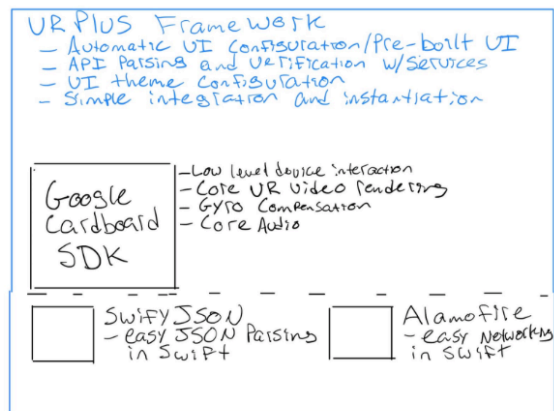 VRPLUS Framework
- Automatic UI Configuration/Pre-built UI
- API Parsing and Verification w/Services
- UI theme Configuration
- Simple integration and instantiation
Google
Cardboard
SDK
- Low level device interaction
- Core VR Video rendering
- Gyro Compensation
- Core Audio
SwifyJSON
- easy JSON Parsing
in Swift
Alamofire
- easy Networking
in Swift